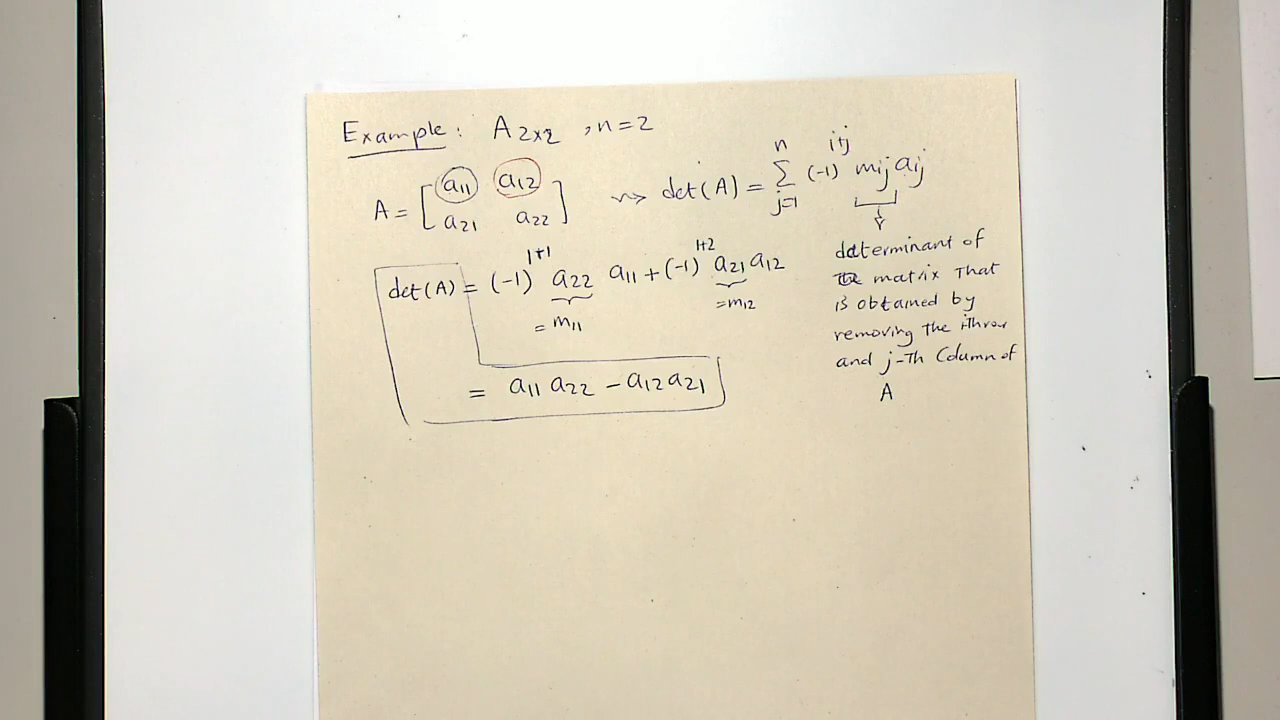 Example: A 2x2 , n=2
A = [ a11 a12
a21 a22 ]
⇝ det(A) = n Σ j=1 (-1) i+j mij aij
det(A) = (-1) 1+1 a22 a11 + (-1) 1+2 a21 a12
= m11
= m12
= a11 a22 - a12 a21
determinant of
the matrix that
is obtained by
removing the ith row
and j-th Column of
A